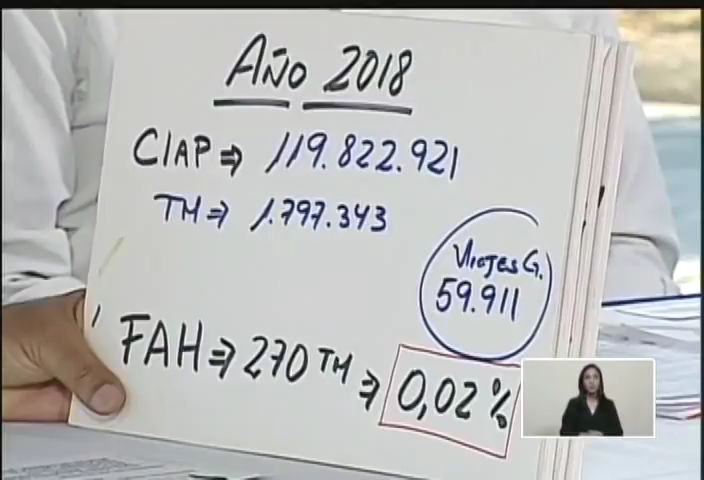 AÑO 2018
CLAP ⇒ 119.822.921
TM ⇒ 1.797.343
Viajes G.
59.911
FAH ⇒ 270 TM ⇒ 0,02 %